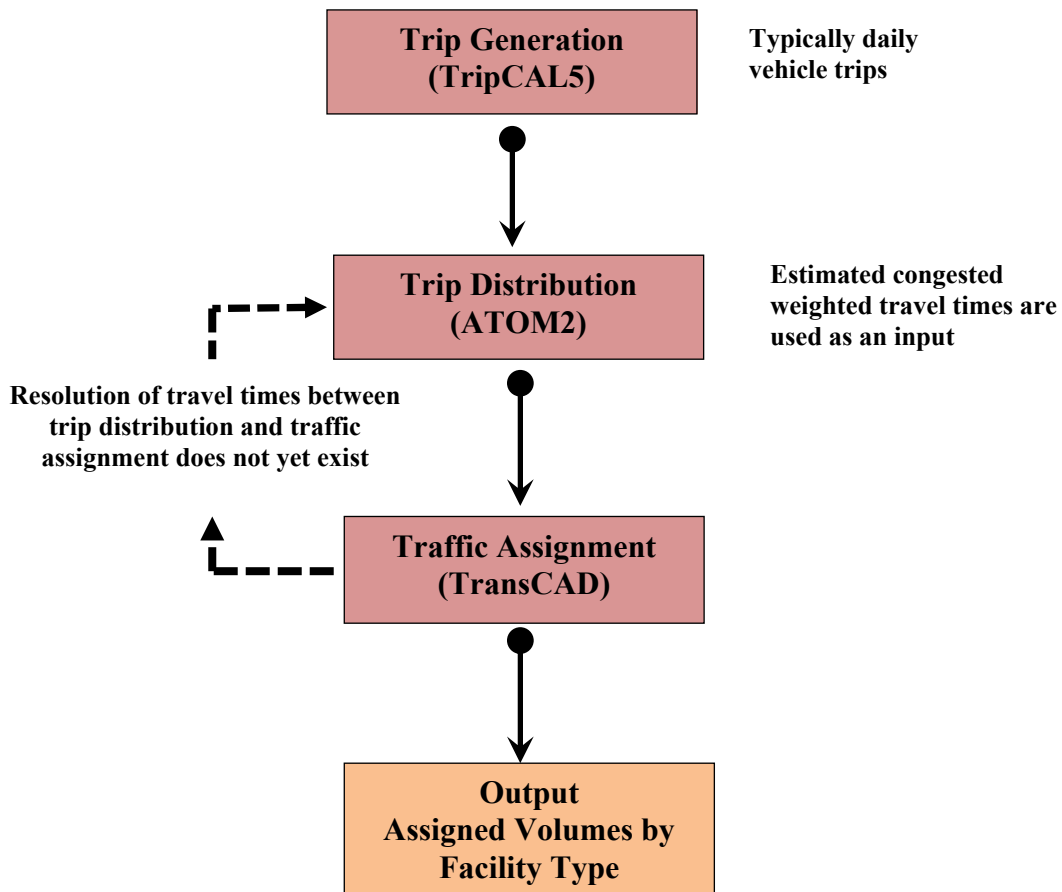 Trip Generation
(TripCAL5)
Typically daily
vehicle trips
Trip Distribution
(ATOM2)
Estimated congested
weighted travel times are
used as an input
Resolution of travel times between
trip distribution and traffic
assignment does not yet exist
Traffic Assignment
(TransCAD)
Output
Assigned Volumes by
Facility Type